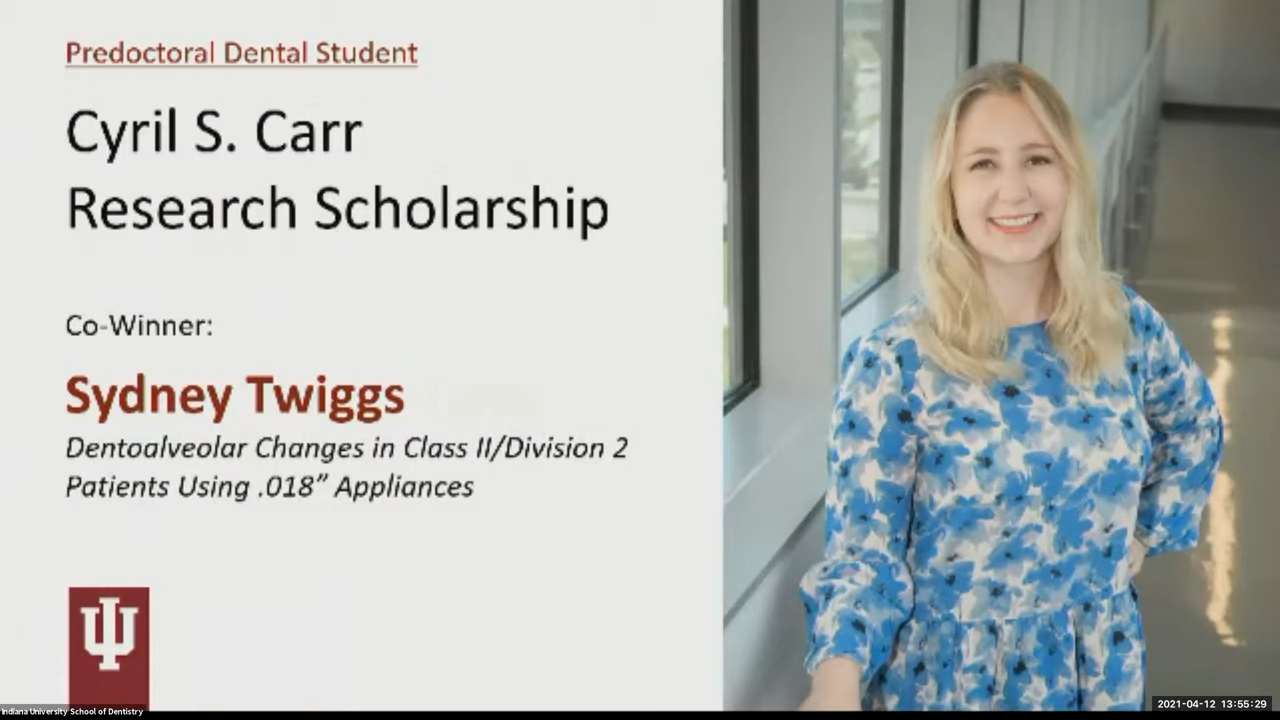 Predoctoral Dental Student
Cyril S. Carr
Research Scholarship
Co-Winner:
Sydney Twiggs
Dentoalveolar Changes in Class II/Division 2
Patients Using .018” Appliances
Indiana University School of Dentistry
2021-04-12 13:55:29